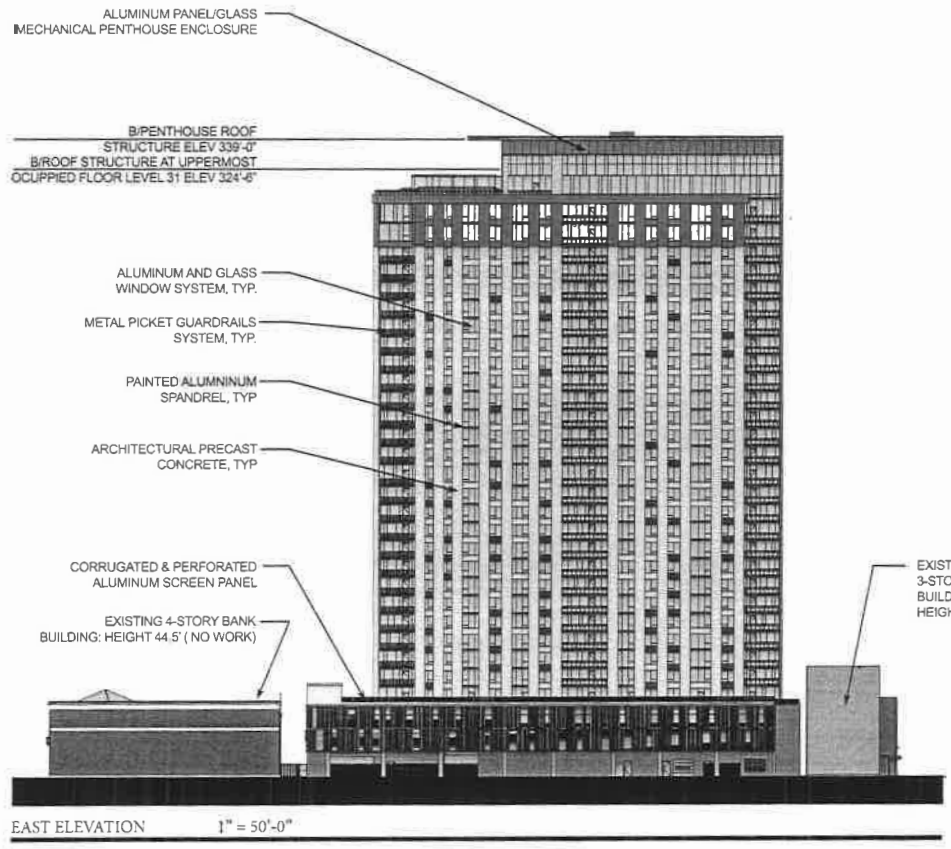 ALUMINUM PANEL/GLASS
MECHANICAL PENTHOUSE ENCLOSURE
B/PENTHOUSE ROOF
STRUCTURE ELEV 339'-0"
B/ROOF STRUCTURE AT UPPERMOST
OCUPPIED FLOOR LEVEL 31 ELEV 324'-6"
ALUMINUM AND GLASS
WINDOW SYSTEM, TYP.
METAL PICKET GUARDRAILS
SYSTEM, TYP.
PAINTED ALUMNINUM
SPANDREL, TYP
ARCHITECTURAL PRECAST
CONCRETE, TYP
CORRUGATED & PERFORATED
ALUMINUM SCREEN PANEL
EXISTING 4-STORY BANK
BUILDING: HEIGHT 44.5' ( NO WORK)
EXIST
3-STO
BUILD
HEIGH
EAST ELEVATION 1" = 50'-0"